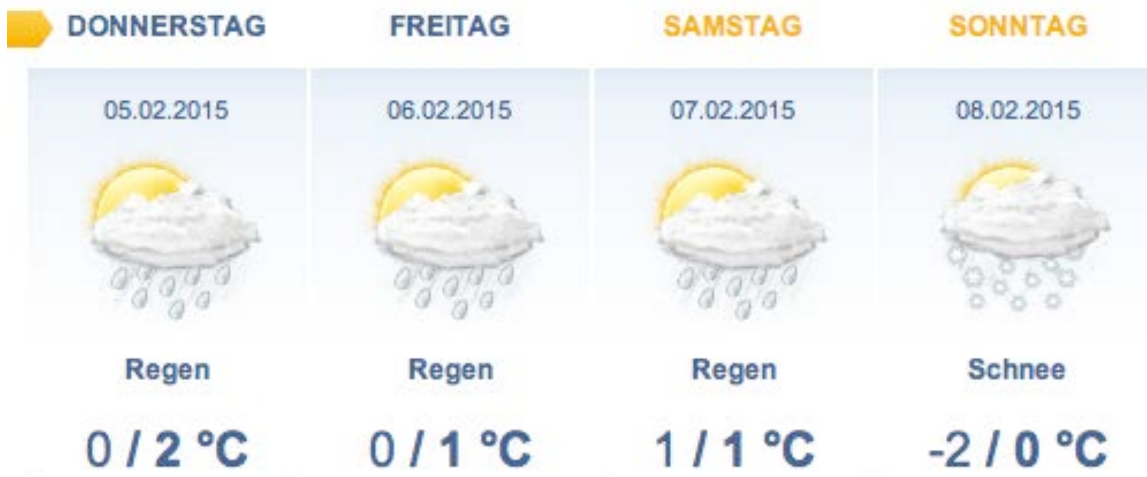 DONNERSTAG FREITAG SAMSTAG SONNTAG
05.02.2015 06.02.2015 07.02.2015 08.02.2015
Regen Regen Regen Schnee
0 / 2 °C 0 / 1 °C 1 / 1 °C -2 / 0 °C